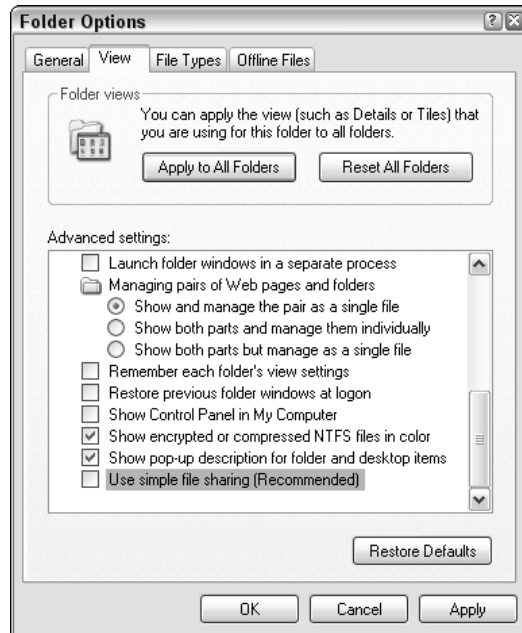 Folder Options
General View File Types Offline Files
Folder views
You can apply the view (such as Details or Tiles) that
you are using for this folder to all folders.
Apply to All Folders Reset All Folders
Advanced settings:
Launch folder windows in a separate process
Managing pairs of Web pages and folders
Show and manage the pair as a single file
Show both parts and manage them individually
Show both parts but manage as a single file
Remember each folder's view settings
Restore previous folder windows at logon
Show Control Panel in My Computer
Show encrypted or compressed NTFS files in color
Show pop-up description for folder and desktop items
Use simple file sharing (Recommended)
Restore Defaults
OK Cancel Apply